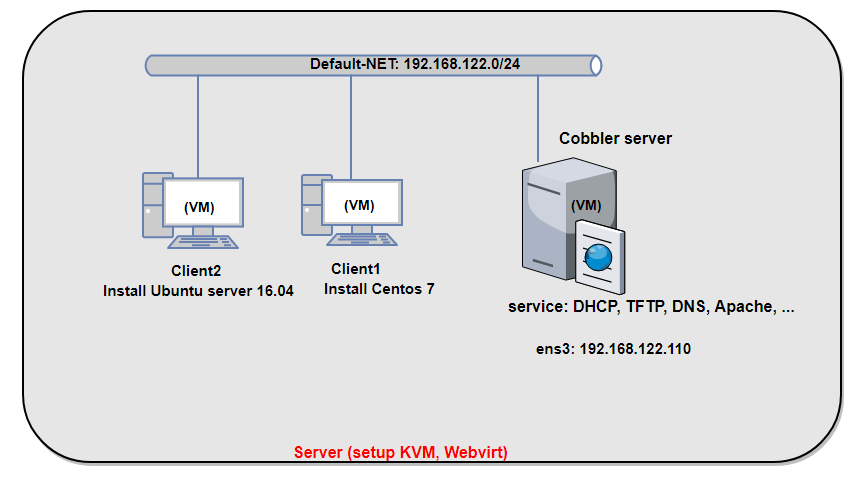 Default-NET: 192.168.122.0/24
Cobbler server
(VM)
(VM)
(VM)
Client2
Install Ubuntu server 16.04
Client1
Install Centos 7
service: DHCP, TFTP, DNS, Apache, ...
ens3: 192.168.122.110
Server (setup KVM, Webvirt)